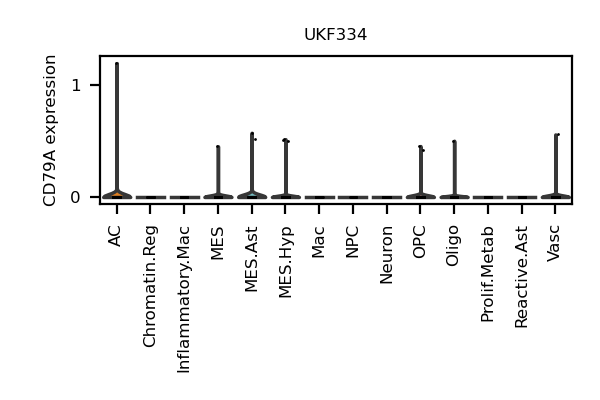 UKF334
CD79A expression
1
0
AC
Chromatin.Reg
Inflammatory.Mac
MES
MES.Ast
MES.Hyp
Mac
NPC
Neuron
OPC
Oligo
Prolif.Metab
Reactive.Ast
Vasc